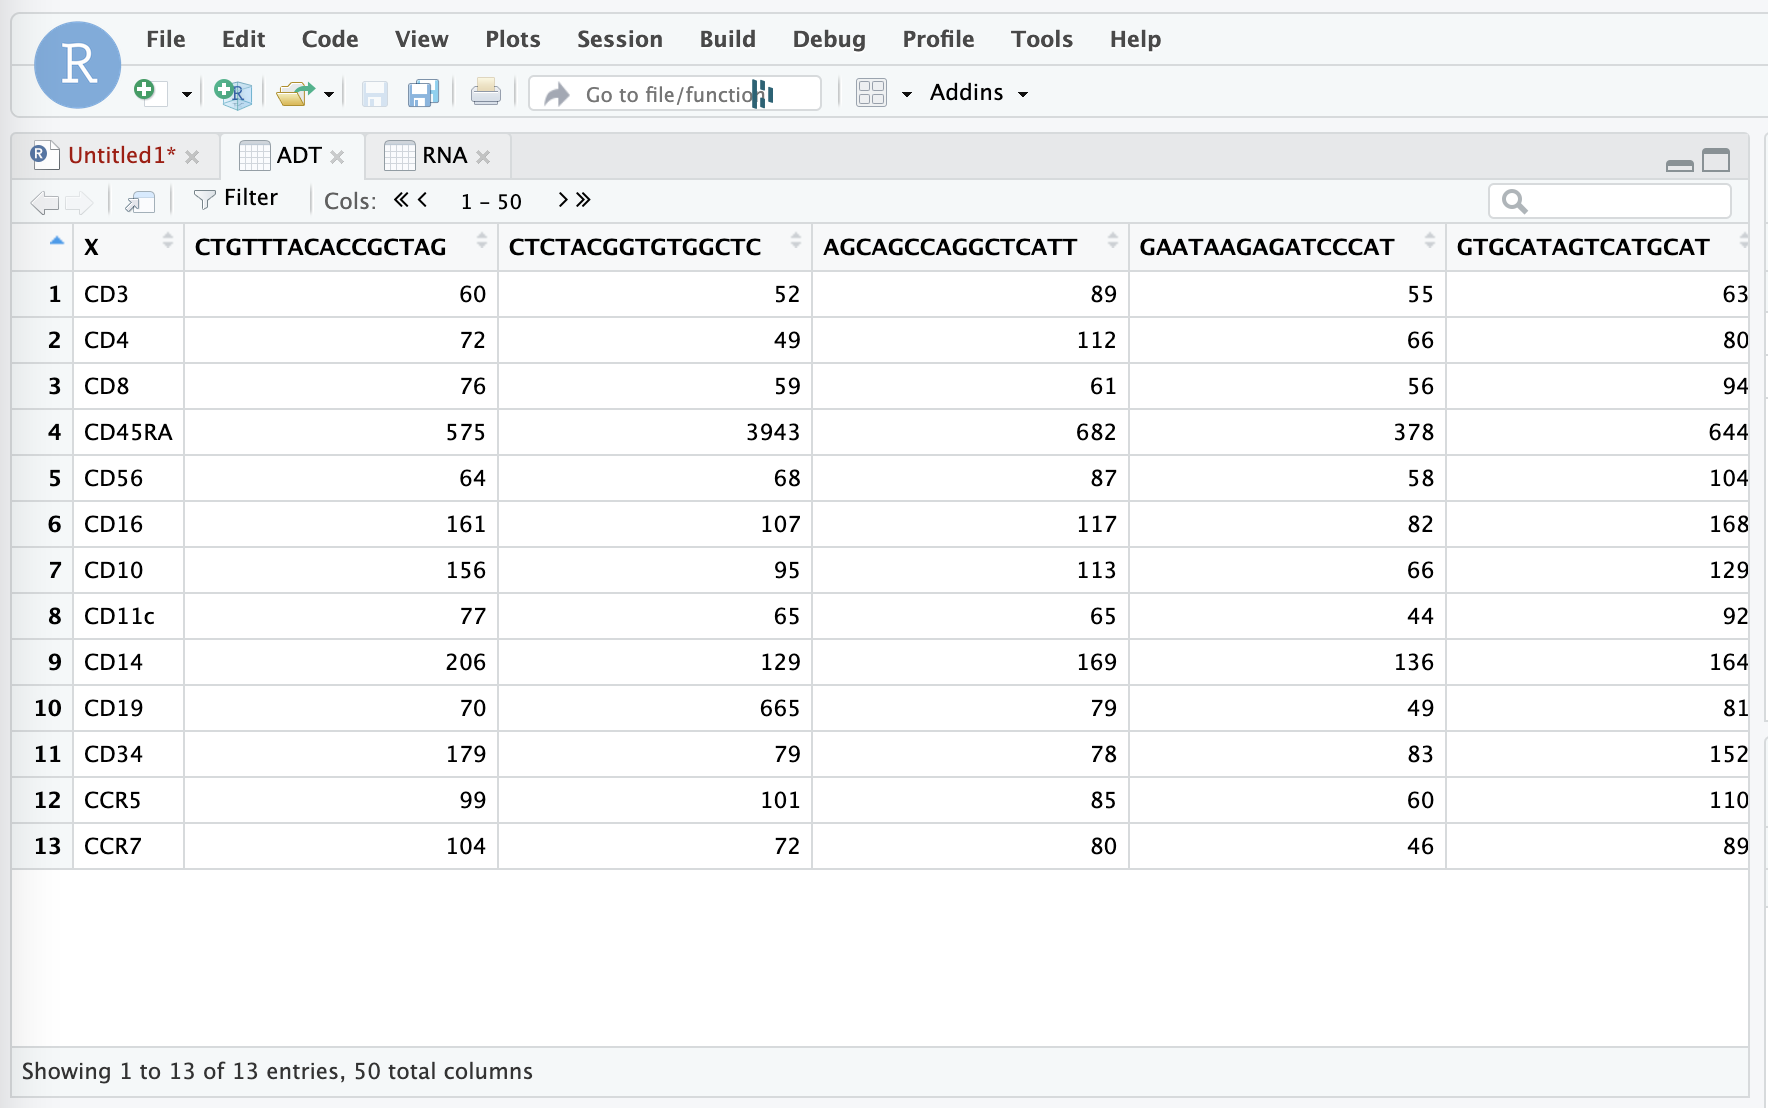 R File Edit Code View Plots Session Build Debug Profile Tools Help
Go to file/function Addins
Untitled1* ADT RNA
Filter Cols: 1 – 50
X CTGTTTACACCGCTAG CTCTACGGTGTGGCTC AGCAGCCAGGCTCATT GAATAAGAGATCCCAT GTGCATAGTCATGCAT
1 CD3 60 52 89 55 63
2 CD4 72 49 112 66 80
3 CD8 76 59 61 56 94
4 CD45RA 575 3943 682 378 644
5 CD56 64 68 87 58 104
6 CD16 161 107 117 82 168
7 CD10 156 95 113 66 129
8 CD11c 77 65 65 44 92
9 CD14 206 129 169 136 164
10 CD19 70 665 79 49 81
11 CD34 179 79 78 83 152
12 CCR5 99 101 85 60 110
13 CCR7 104 72 80 46 89
Showing 1 to 13 of 13 entries, 50 total columns